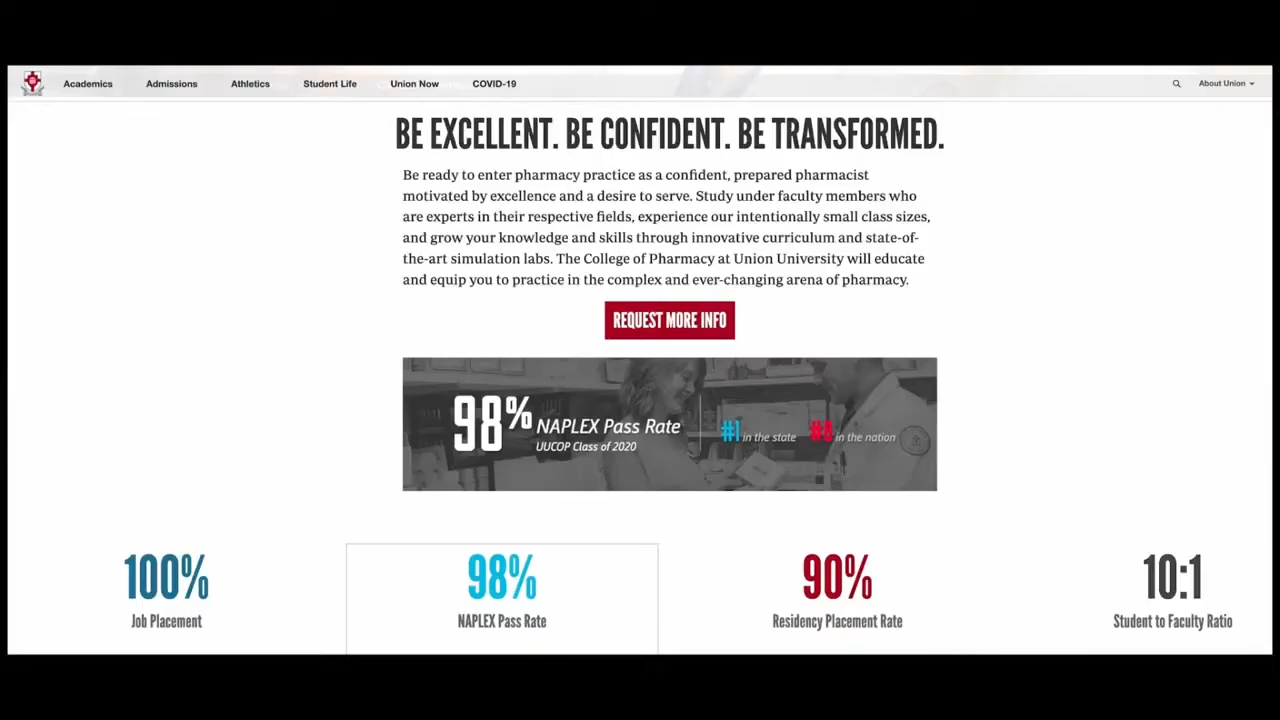 Academics Admissions Athletics Student Life Union Now COVID-19 About Union
BE EXCELLENT. BE CONFIDENT. BE TRANSFORMED.
Be ready to enter pharmacy practice as a confident, prepared pharmacist
motivated by excellence and a desire to serve. Study under faculty members who
are experts in their respective fields, experience our intentionally small class sizes,
and grow your knowledge and skills through innovative curriculum and state-of-
the-art simulation labs. The College of Pharmacy at Union University will educate
and equip you to practice in the complex and ever-changing arena of pharmacy.
REQUEST MORE INFO
98% NAPLEX Pass Rate
UUCOP Class of 2020
#1 in the state #8 in the nation
100% 98% 90% 10:1
Job Placement NAPLEX Pass Rate Residency Placement Rate Student to Faculty Ratio